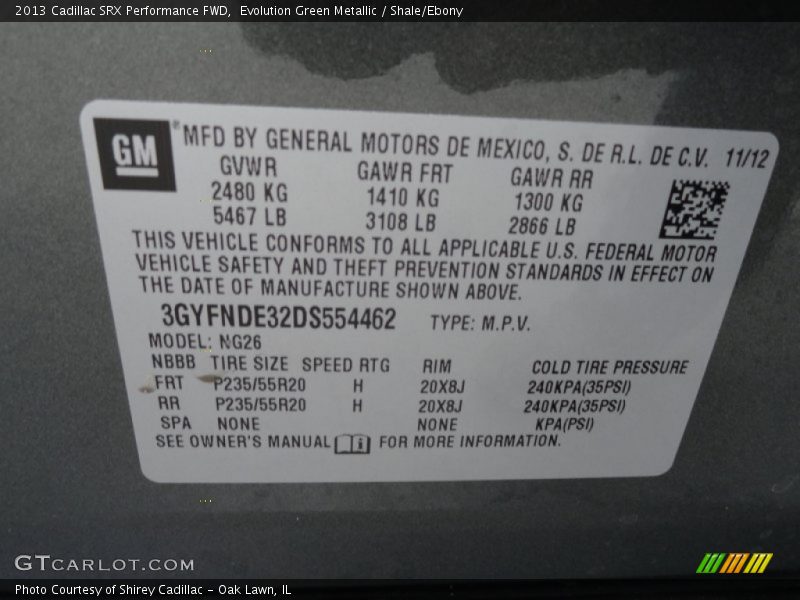 2013 Cadillac SRX Performance FWD,  Evolution Green Metallic / Shale/Ebony
GM ® MFD BY GENERAL MOTORS DE MEXICO, S. DE R.L. DE C.V. 11/12
GVWR GAWR FRT GAWR RR
2480 KG 1410 KG 1300 KG
5467 LB 3108 LB 2866 LB
THIS VEHICLE CONFORMS TO ALL APPLICABLE U.S. FEDERAL MOTOR
VEHICLE SAFETY AND THEFT PREVENTION STANDARDS IN EFFECT ON
THE DATE OF MANUFACTURE SHOWN ABOVE.
3GYFNDE32DS554462 TYPE: M.P.V.
MODEL: NG26
NBBB TIRE SIZE SPEED RTG RIM COLD TIRE PRESSURE
FRT P235/55R20 H 20X8J 240KPA(35PSI)
RR P235/55R20 H 20X8J 240KPA(35PSI)
SPA NONE NONE KPA(PSI)
SEE OWNER'S MANUAL FOR MORE INFORMATION.
GTCARLOT.COM
Photo Courtesy of Shirey Cadillac - Oak Lawn, IL